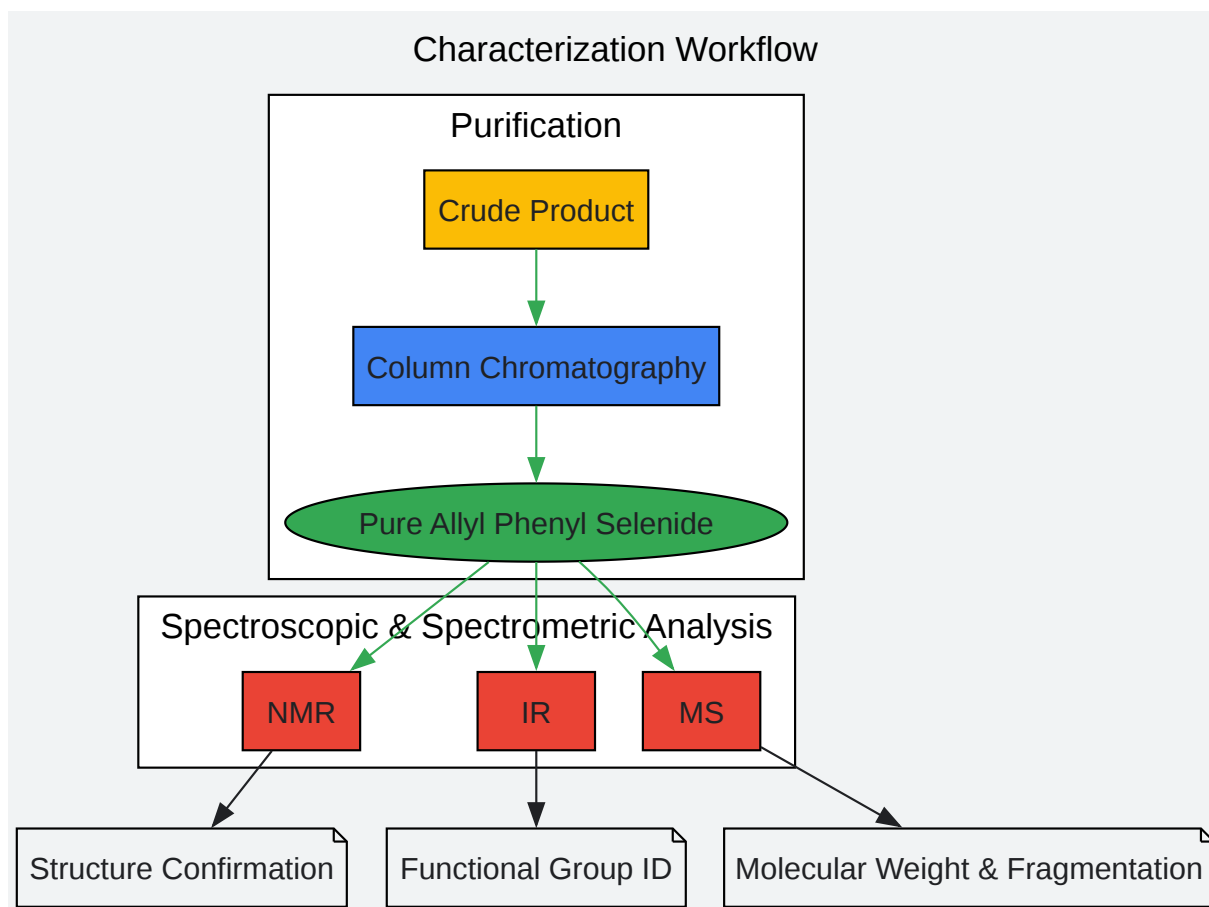 Characterization Workflow
Purification
Crude Product
Column Chromatography
Pure Allyl Phenyl Selenide
Spectroscopic & Spectrometric Analysis
NMR
IR
MS
Structure Confirmation
Functional Group ID
Molecular Weight & Fragmentation